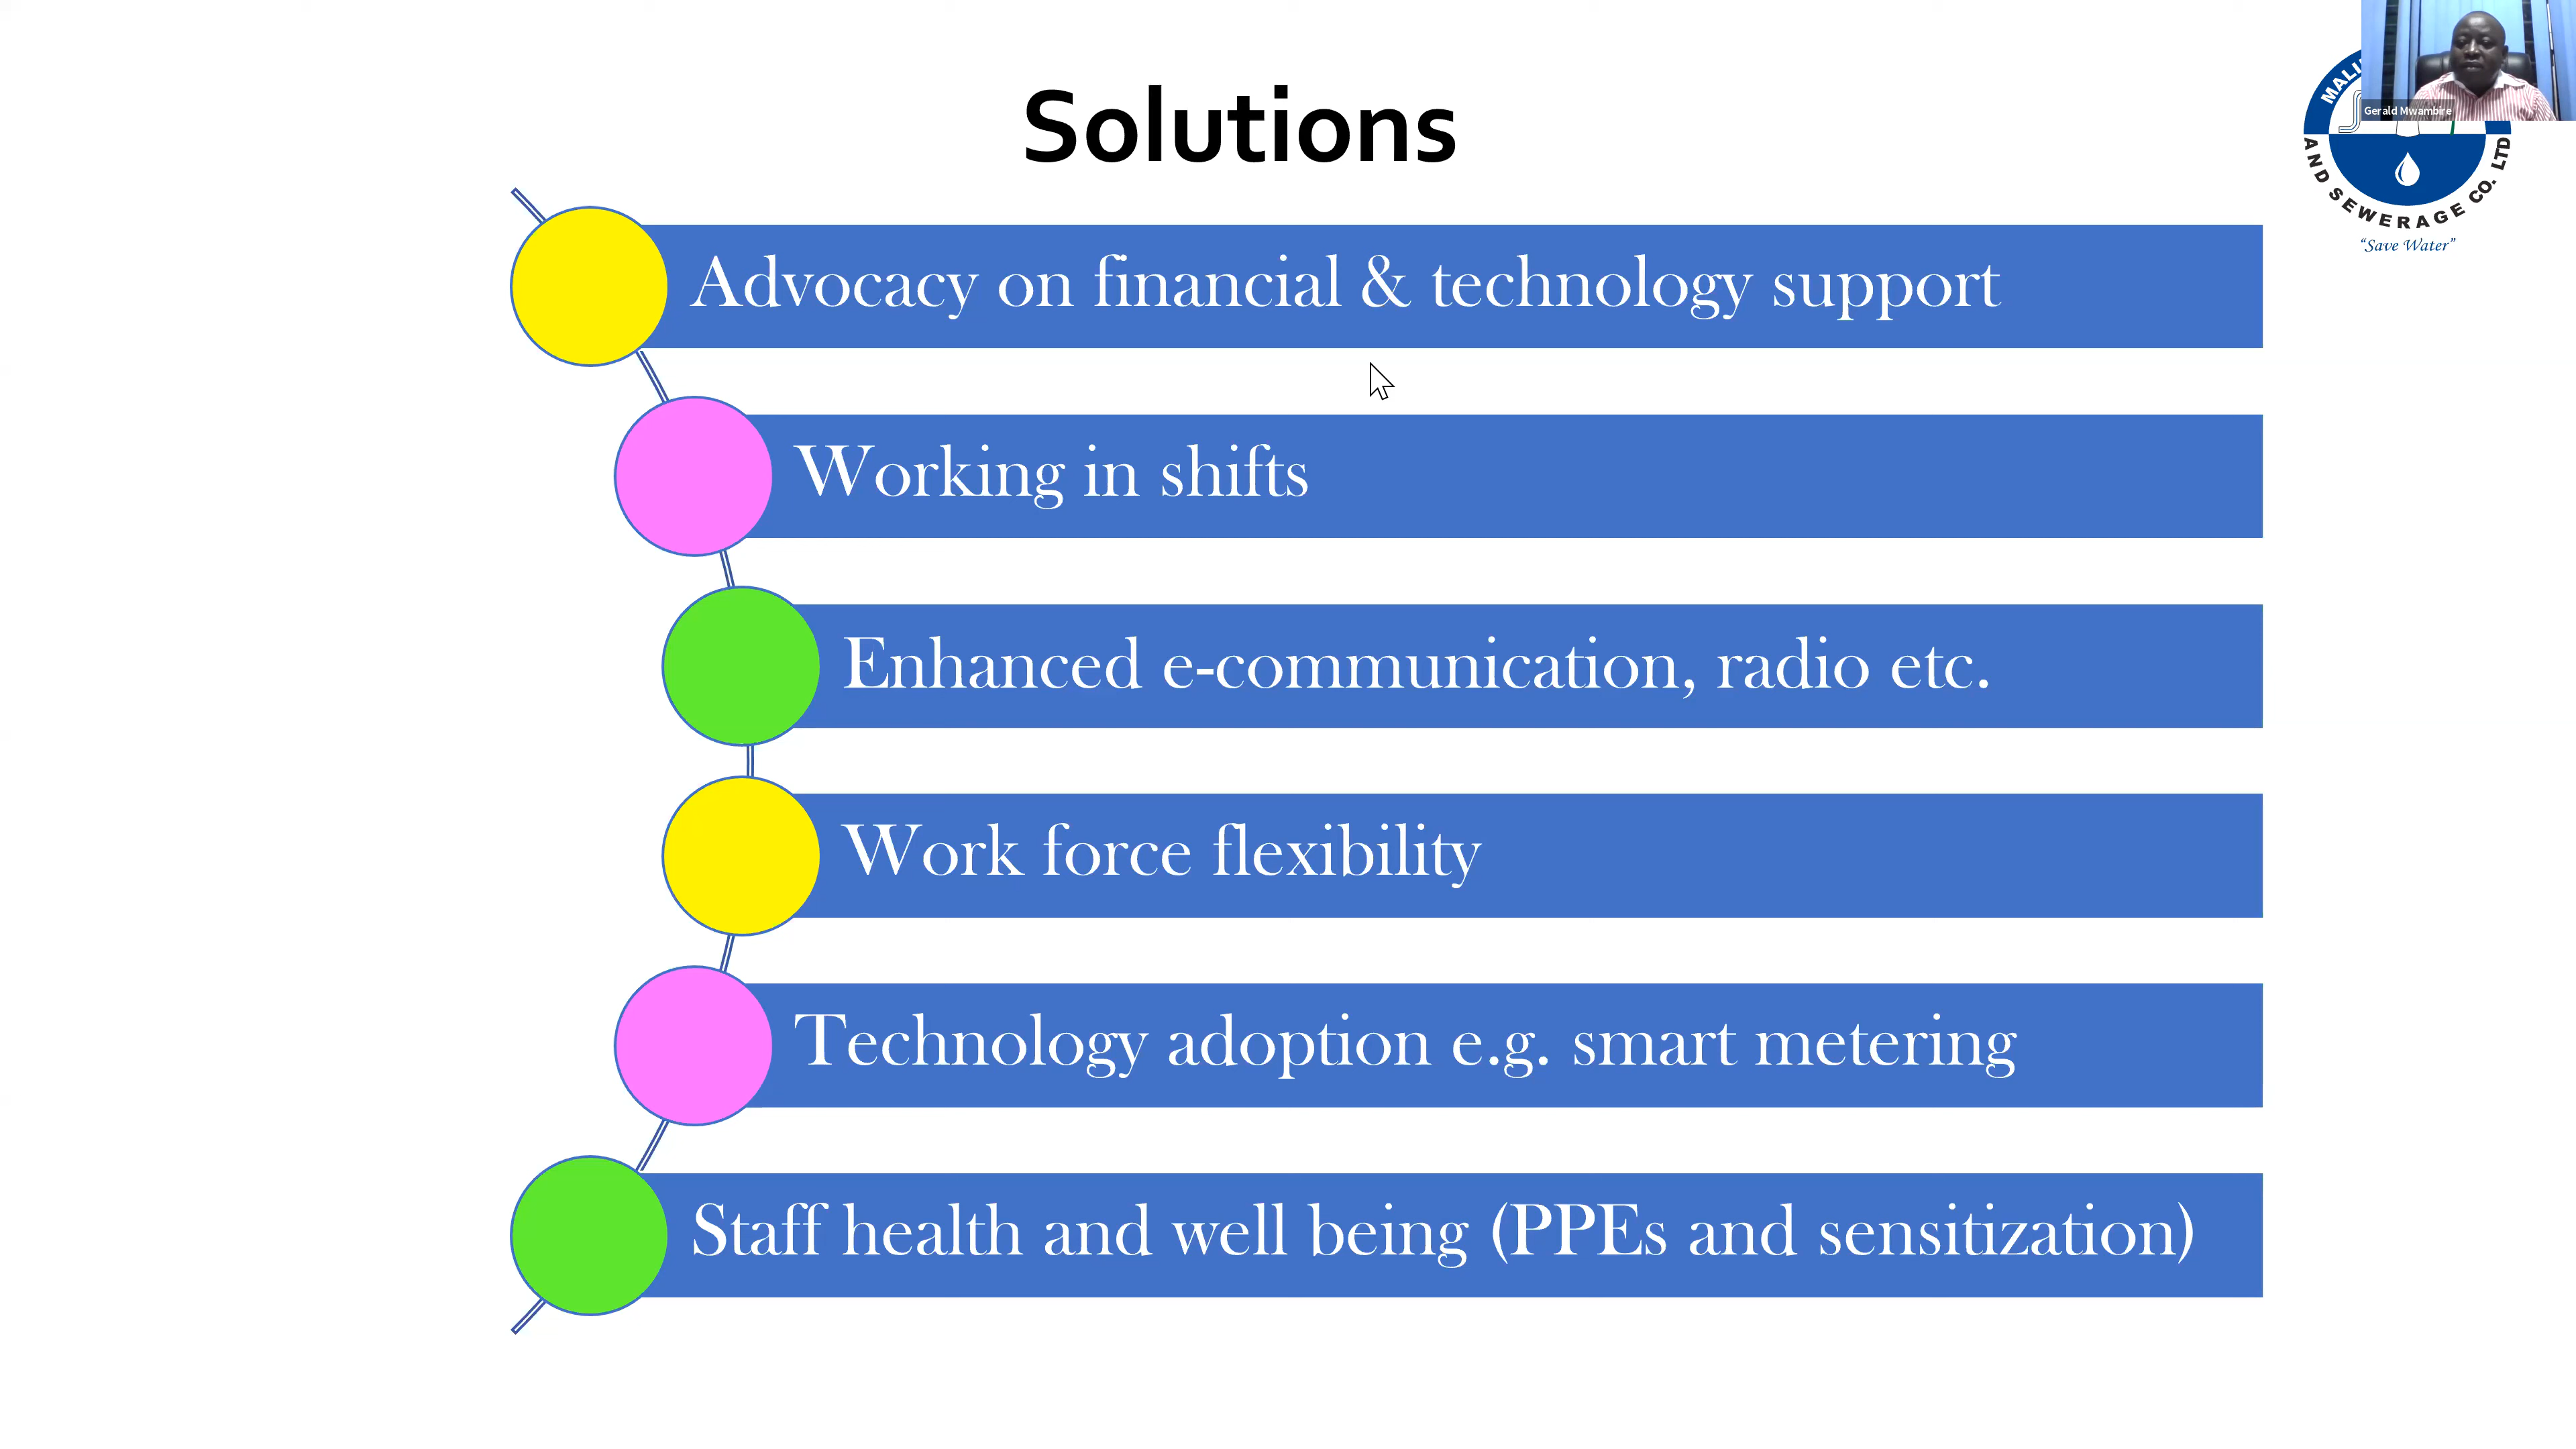 Solutions
Gerald Mwambire
AND SEWERAGE CO. LTD
"Save Water"
Advocacy on financial & technology support
Working in shifts
Enhanced e-communication, radio etc.
Work force flexibility
Technology adoption e.g. smart metering
Staff health and well being (PPEs and sensitization)